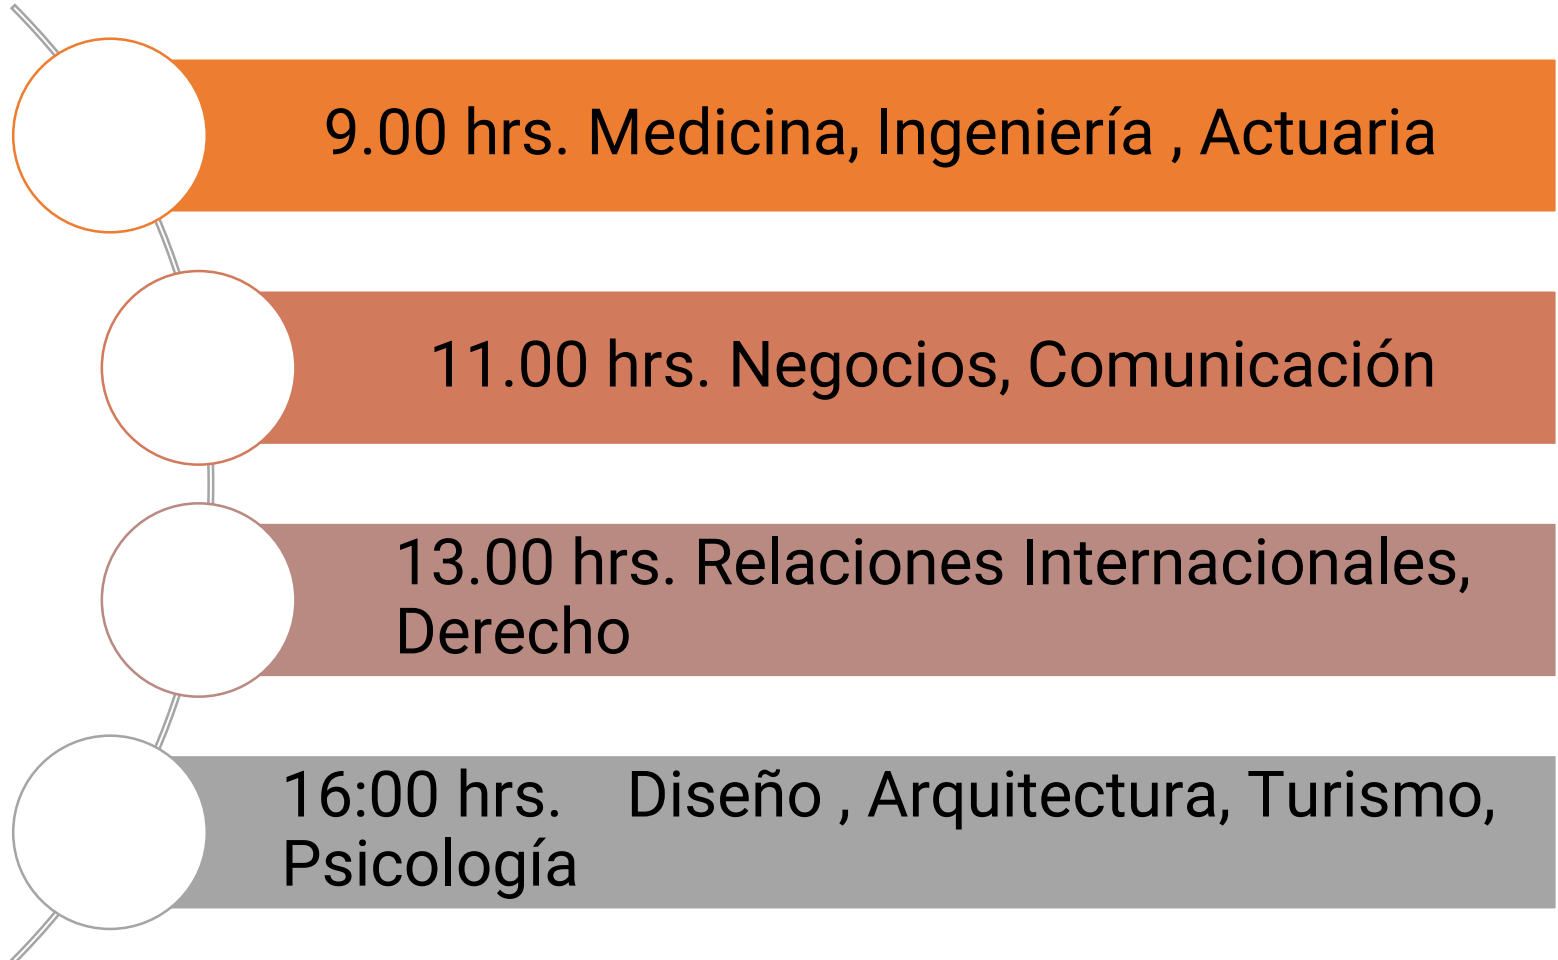 9.00 hrs. Medicina, Ingeniería , Actuaria
11.00 hrs. Negocios, Comunicación
13.00 hrs. Relaciones Internacionales,
Derecho
16:00 hrs.    Diseño , Arquitectura, Turismo,
Psicología